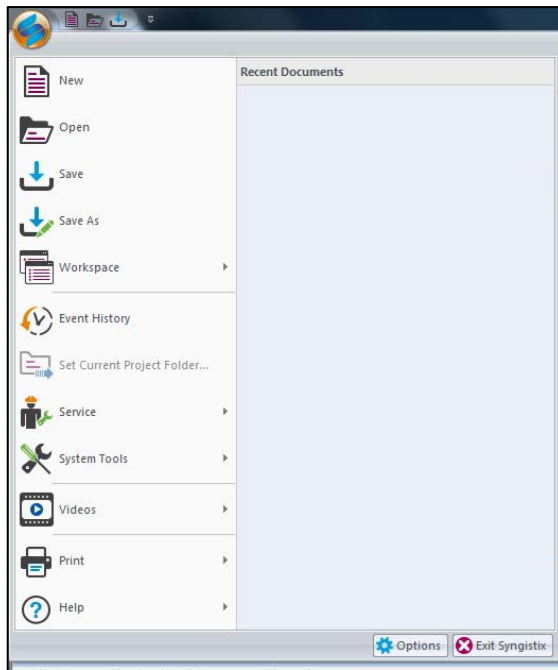 Recent Documents
New
Open
Save
Save As
Workspace
Event History
Set Current Project Folder...
Service
System Tools
Videos
Print
Help
Options
Exit Syngistix